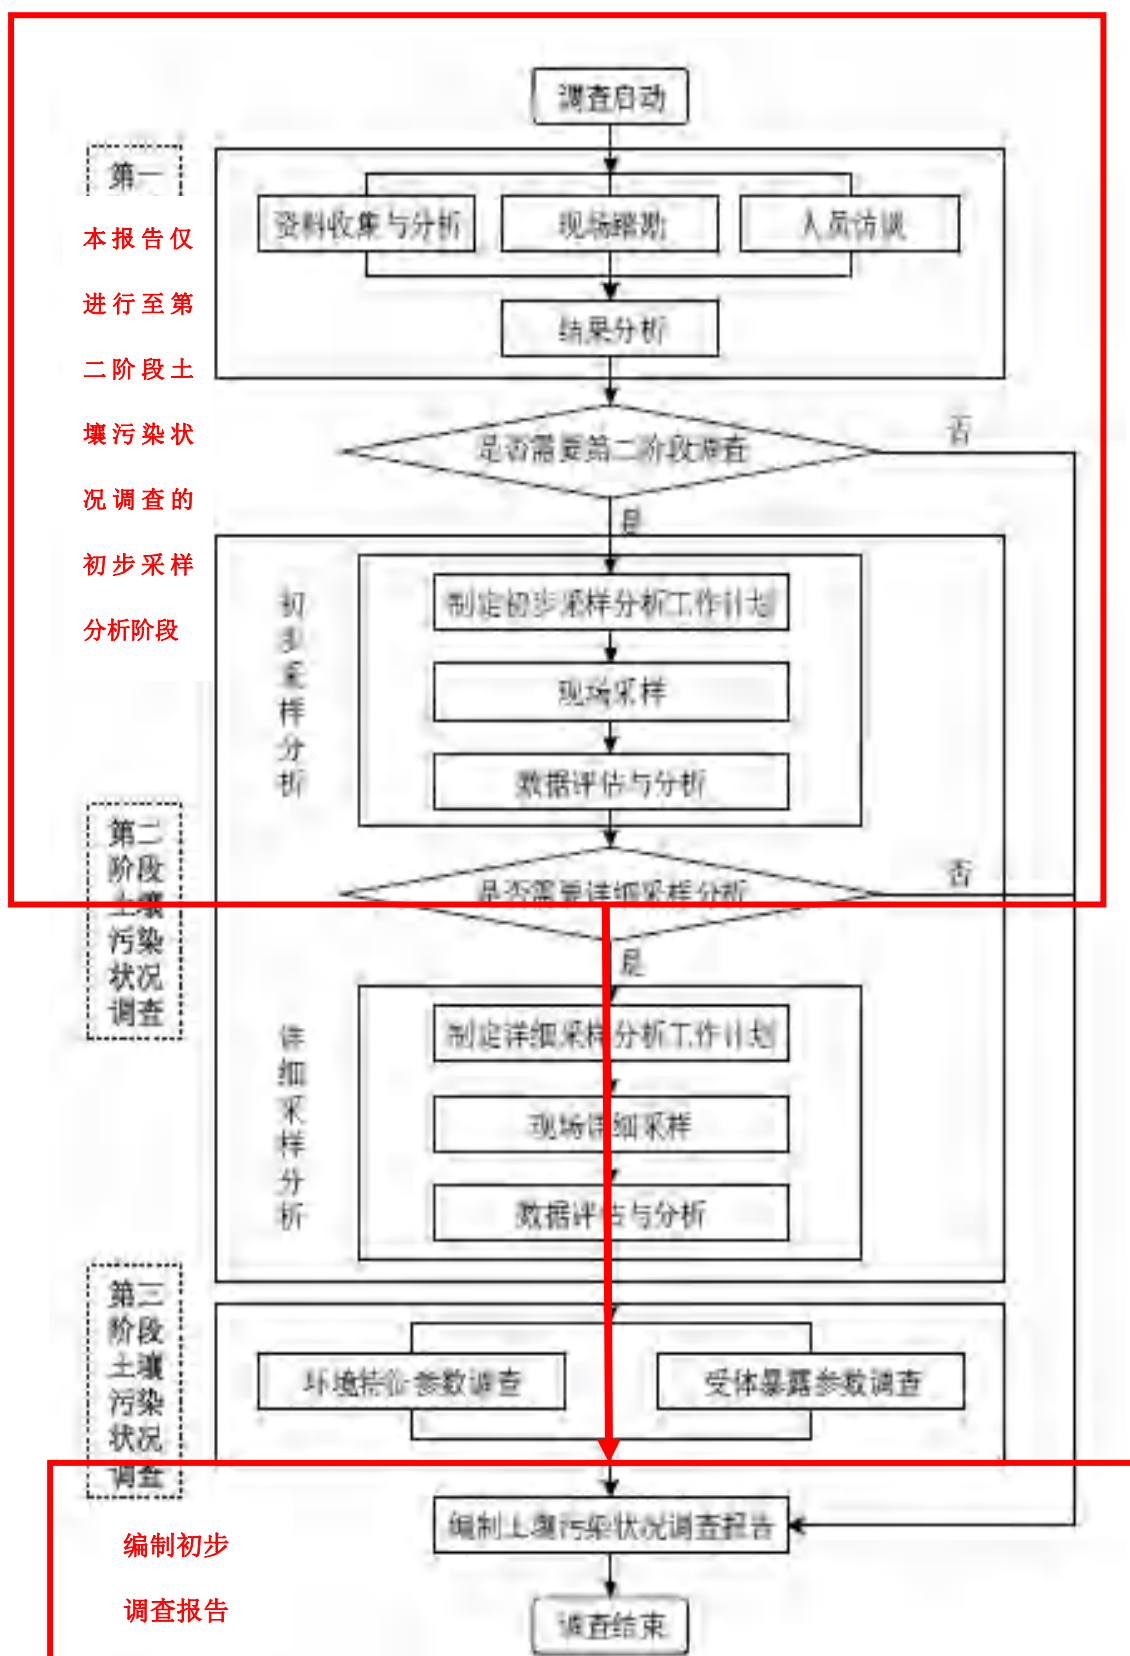 调查启动
第一
资料收集与分析
现场踏勘
人员访谈
本报告仅
进行至第
二阶段土
壤污染状
况调查的
初步采样
分析阶段
结果分析
是否需要第二阶段调查
否
是
初步采样分析
制定初步采样分析工作计划
现场采样
数据评估与分析
第二
阶段
土壤
污染
状况
调查
是否需要详细采样分析
否
是
详细采样分析
制定详细采样分析工作计划
现场详细采样
数据评估与分析
第三
阶段
土壤
污染
状况
调查
环境特征参数调查
受体暴露参数调查
编制土壤污染状况调查报告
编制初步
调查报告
调查结束